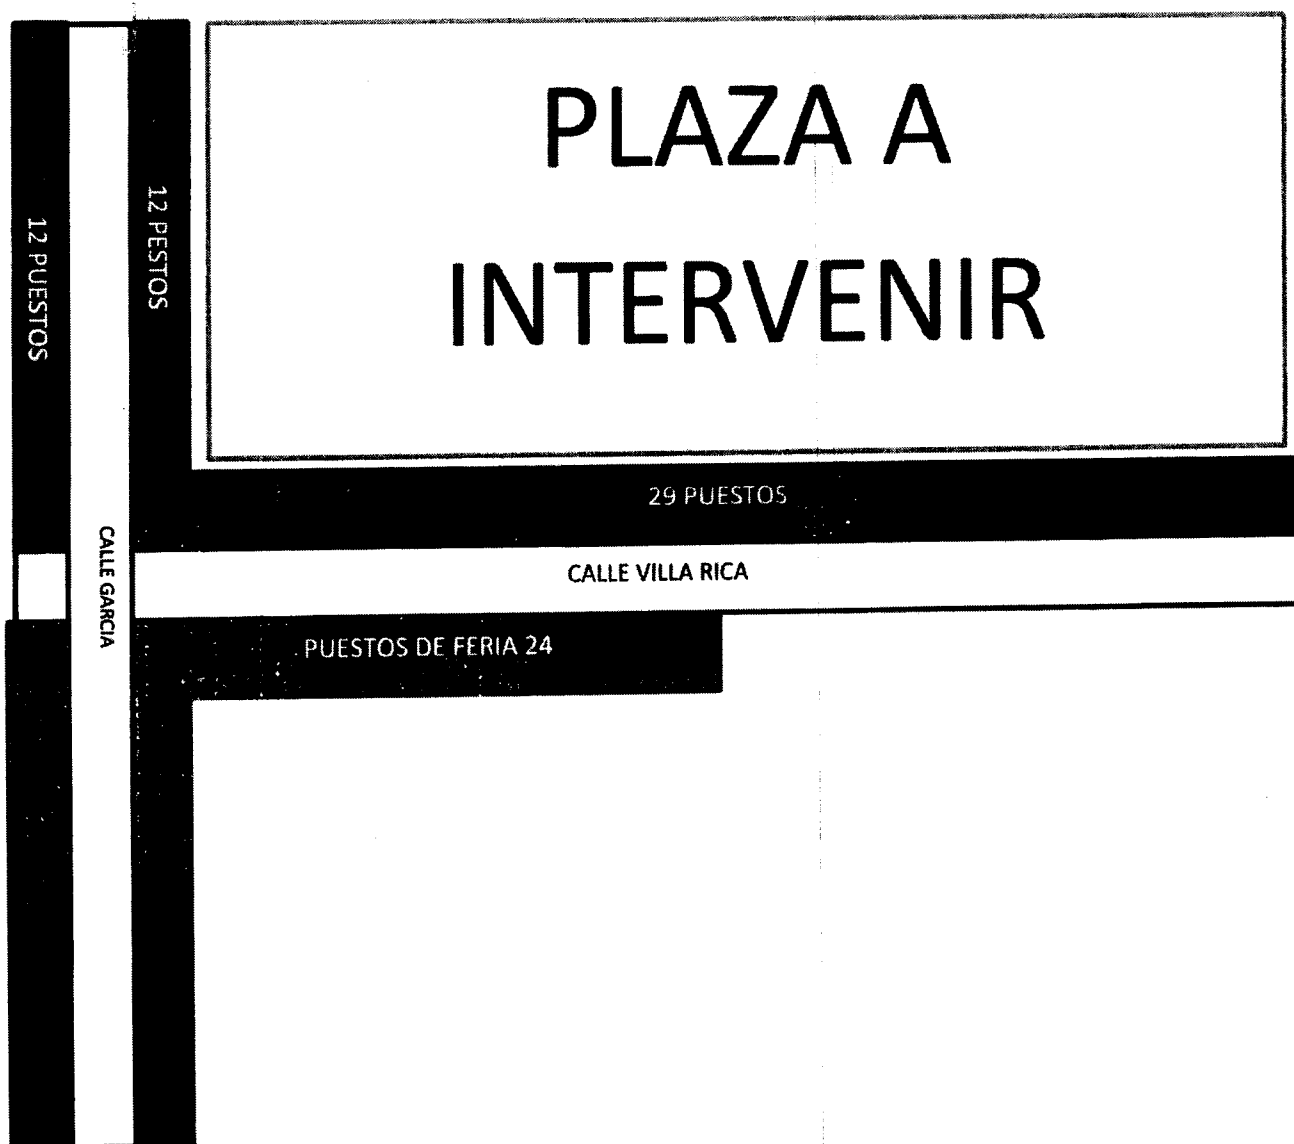 PLAZA A
INTERVENIR
12 PUESTOS
12 PESTOS
29 PUESTOS
CALLE VILLA RICA
CALLE GARCIA
PUESTOS DE FERIA 24